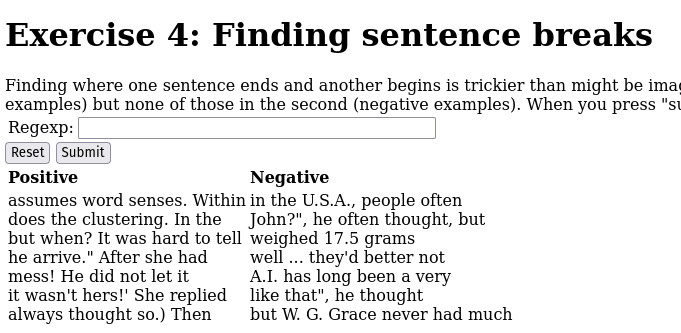 Exercise 4: Finding sentence breaks
Finding where one sentence ends and another begins is trickier than might be
examples) but none of those in the second (negative examples). When you press
Regexp:
Reset Submit
Positive Negative
assumes word senses. Within in the U.S.A., people often
does the clustering. In the John?", he often thought, but
but when? It was hard to tell weighed 17.5 grams
he arrive." After she had well ... they'd better not
mess! He did not let it A.I. has long been a very
it wasn't hers!' She replied like that", he thought
always thought so.) Then but W. G. Grace never had much